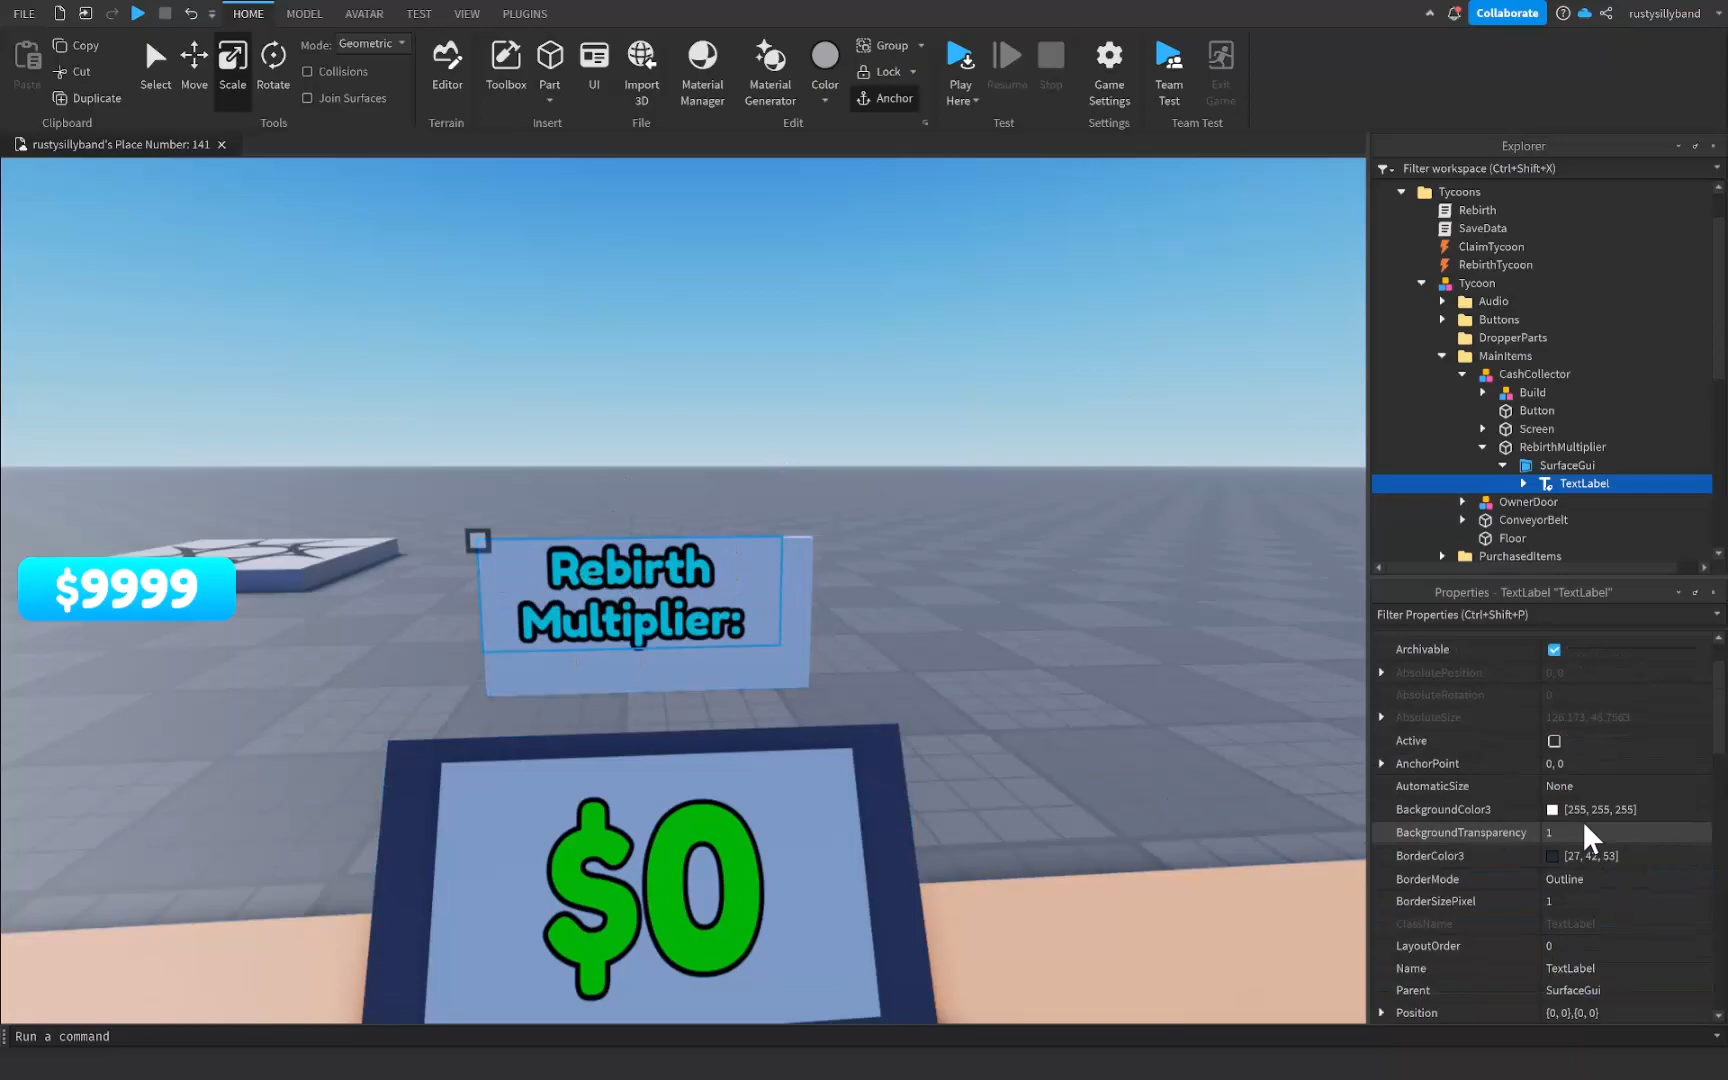 FILE
HOME
MODEL
AVATAR
TEST
VIEW
PLUGINS
Collaborate
rustysillyband
Paste
Copy
Cut
Duplicate
Clipboard
Select
Move
Scale
Rotate
Mode: Geometric
Collisions
Join Surfaces
Tools
Editor
Terrain
Toolbox
Part
UI
Insert
Import
3D
File
Material
Manager
Material
Generator
Color
Group
Lock
Anchor
Edit
Play
Here
Resume
Stop
Test
Game
Settings
Settings
Team
Test
Exit
Game
Team Test
rustysillyband's Place Number: 141
$9999
Rebirth
Multiplier:
$0
Explorer
Filter workspace (Ctrl+Shift+X)
Tycoons
Rebirth
SaveData
ClaimTycoon
RebirthTycoon
Tycoon
Audio
Buttons
DropperParts
MainItems
CashCollector
Build
Button
Screen
RebirthMultiplier
SurfaceGui
TextLabel
OwnerDoor
ConveyorBelt
Floor
PurchasedItems
Properties - TextLabel "TextLabel"
Filter Properties (Ctrl+Shift+P)
Archivable
AbsolutePosition 0, 0
AbsoluteRotation 0
AbsoluteSize
Active
AnchorPoint 0, 0
AutomaticSize None
BackgroundColor3 [255, 255, 255]
BackgroundTransparency 1
BorderColor3 [27, 42, 53]
BorderMode Outline
BorderSizePixel 1
ClassName TextLabel
LayoutOrder 0
Name TextLabel
Parent SurfaceGui
Position {0, 0},{0, 0}
Run a command